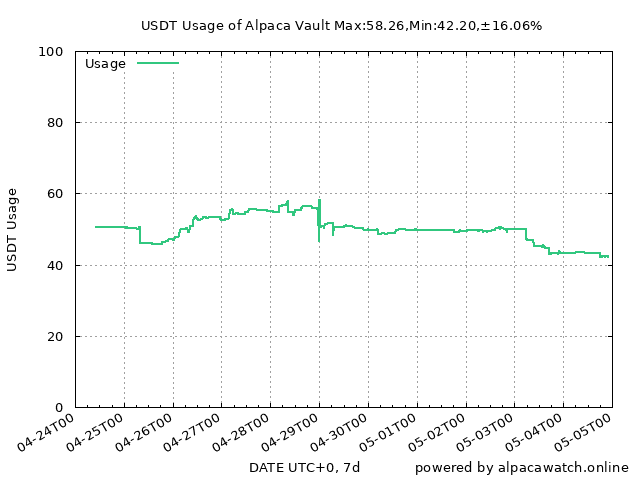 USDT Usage of Alpaca Vault Max:58.26,Min:42.20,±16.06%
Usage
USDT Usage
100
80
60
40
20
0
04-24T00
04-25T00
04-26T00
04-27T00
04-28T00
04-29T00
04-30T00
05-01T00
05-02T00
05-03T00
05-04T00
05-05T00
DATE UTC+0, 7d
powered by alpacawatch.online